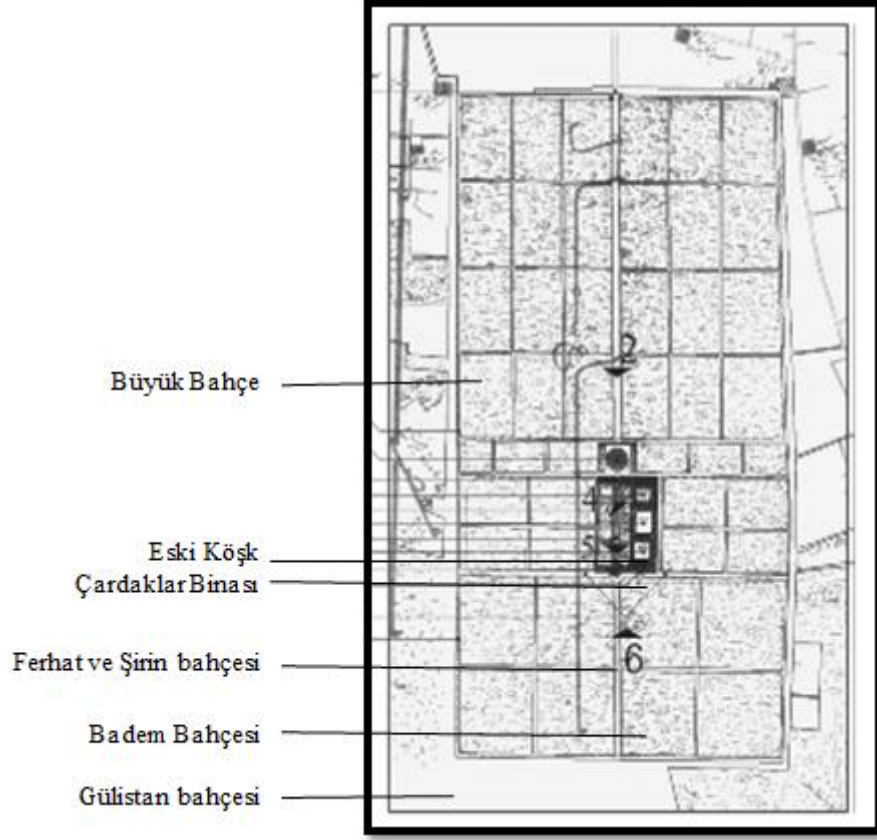 2
Büyük Bahçe
4
5
Eski Köşk
Çardaklar Binası
6
Ferhat ve Şirin bahçesi
Badem Bahçesi
Gülistan bahçesi